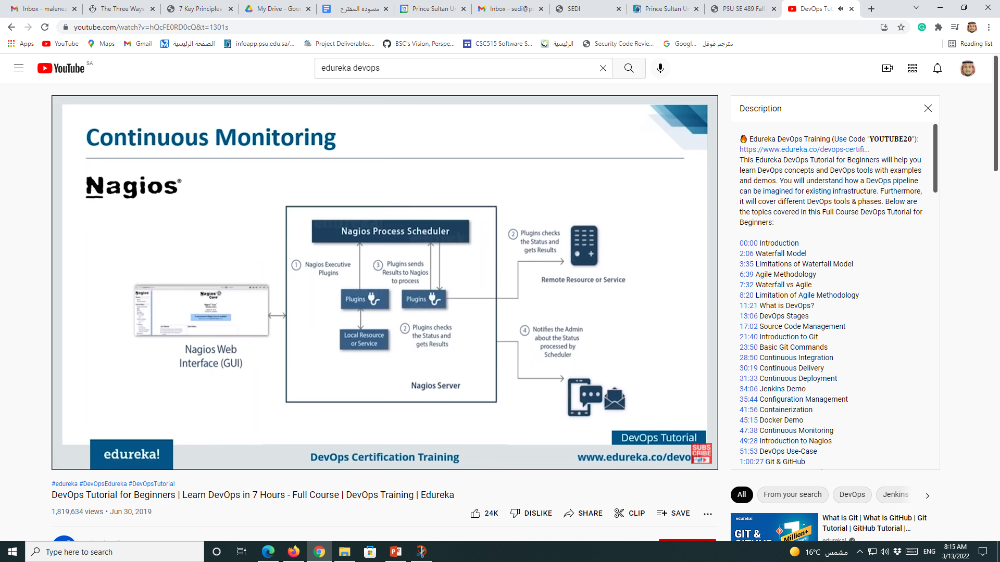 Inbox - malenez
The Three Ways
7 Key Principles
My Drive - Goo
مسودة المقترح -
Prince Sultan Un
Inbox - sedi@ps
SEDI
Prince Sultan Un
PSU SE 489 Fall
DevOps Tut
youtube.com/watch?v=hQcFE0RD0cQ&t=1301s
Apps
YouTube
Maps
Gmail
الصفحة الرئيسية
infoapp.psu.edu.sa/...
Project Deliverables...
BSC's Vision, Perspe...
CSC515 Software S...
الرئيسية
Security Code Revie...
مترجم قوقل - Googl...
Reading list
YouTube SA
edureka devops
Continuous Monitoring
Nagios®
Nagios Process Scheduler
1 Nagios Executive
Plugins
3 Plugins sends
Results to Nagios
to process
2 Plugins checks
the Status and
gets Results
Remote Resource or Service
Plugins
Plugins
Local Resource
or Service
2 Plugins checks
the Status and
gets Results
4 Notifies the Admin
about the Status
processed by
Scheduler
Nagios
Nagios
Core
Nagios Web
Interface (GUI)
Nagios Server
DevOps Tutorial
edureka!
DevOps Certification Training
www.edureka.co/devo
SUBS
CRIBE
Description
Edureka DevOps Training (Use Code "𝐘𝐎𝐔𝐓𝐔𝐁𝐄𝟐𝟎"):
https://www.edureka.co/devops-certifi...
This Edureka DevOps Tutorial for Beginners will help you
learn DevOps concepts and DevOps tools with examples
and demos. You will understand how a DevOps pipeline
can be imagined for existing infrastructure. Furthermore,
it will cover different DevOps tools & phases. Below are
the topics covered in this Full Course DevOps Tutorial for
Beginners:
00:00 Introduction
2:06 Waterfall Model
3:35 Limitations of Waterfall Model
6:39 Agile Methodology
7:32 Waterfall vs Agile
8:20 Limitation of Agile Methodology
11:21 What is DevOps?
13:06 DevOps Stages
17:02 Source Code Management
21:40 Introduction to Git
23:50 Basic Git Commands
28:50 Continuous Integration
30:19 Continuous Delivery
31:33 Continuous Deployment
34:06 Jenkins Demo
35:44 Configuration Management
41:56 Containerization
45:15 Docker Demo
47:38 Continuous Monitoring
49:28 Introduction to Nagios
51:53 DevOps Use-Case
1:00:27 Git & GitHub
#edureka #DevOpsEdureka #DevOpsTutorial
DevOps Tutorial for Beginners | Learn DevOps in 7 Hours - Full Course | DevOps Training | Edureka
1,819,634 views • Jun 30, 2019
24K
DISLIKE
SHARE
CLIP
SAVE
All
From your search
DevOps
Jenkins
edureka!
GIT &
Million+
What is Git | What is GitHub | Git
Tutorial | GitHub Tutorial |...
edureka!
Type here to search
16°C مشمس
ENG
8:15 AM
3/13/2022